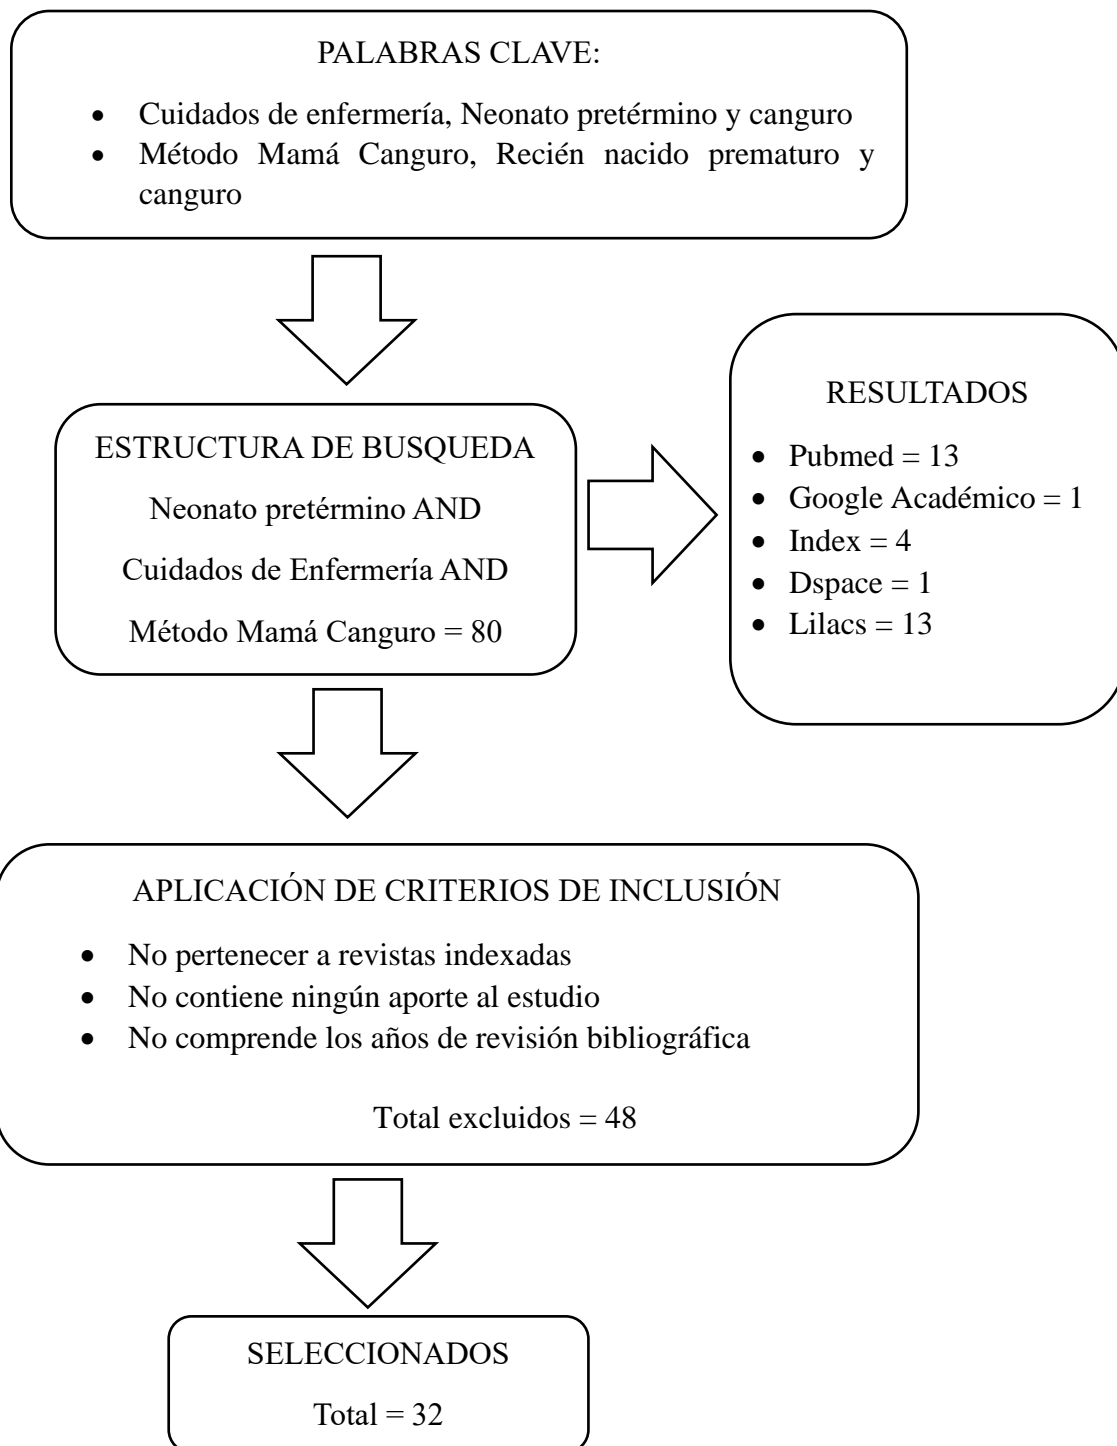 PALABRAS CLAVE:
• Cuidados de enfermería, Neonato pretérmino y canguro
• Método Mamá Canguro, Recién nacido prematuro y
canguro
ESTRUCTURA DE BUSQUEDA
Neonato pretérmino AND
Cuidados de Enfermería AND
Método Mamá Canguro = 80
RESULTADOS
• Pubmed = 13
• Google Académico = 1
• Index = 4
• Dspace = 1
• Lilacs = 13
APLICACIÓN DE CRITERIOS DE INCLUSIÓN
• No pertenecer a revistas indexadas
• No contiene ningún aporte al estudio
• No comprende los años de revisión bibliográfica
Total excluidos = 48
SELECCIONADOS
Total = 32